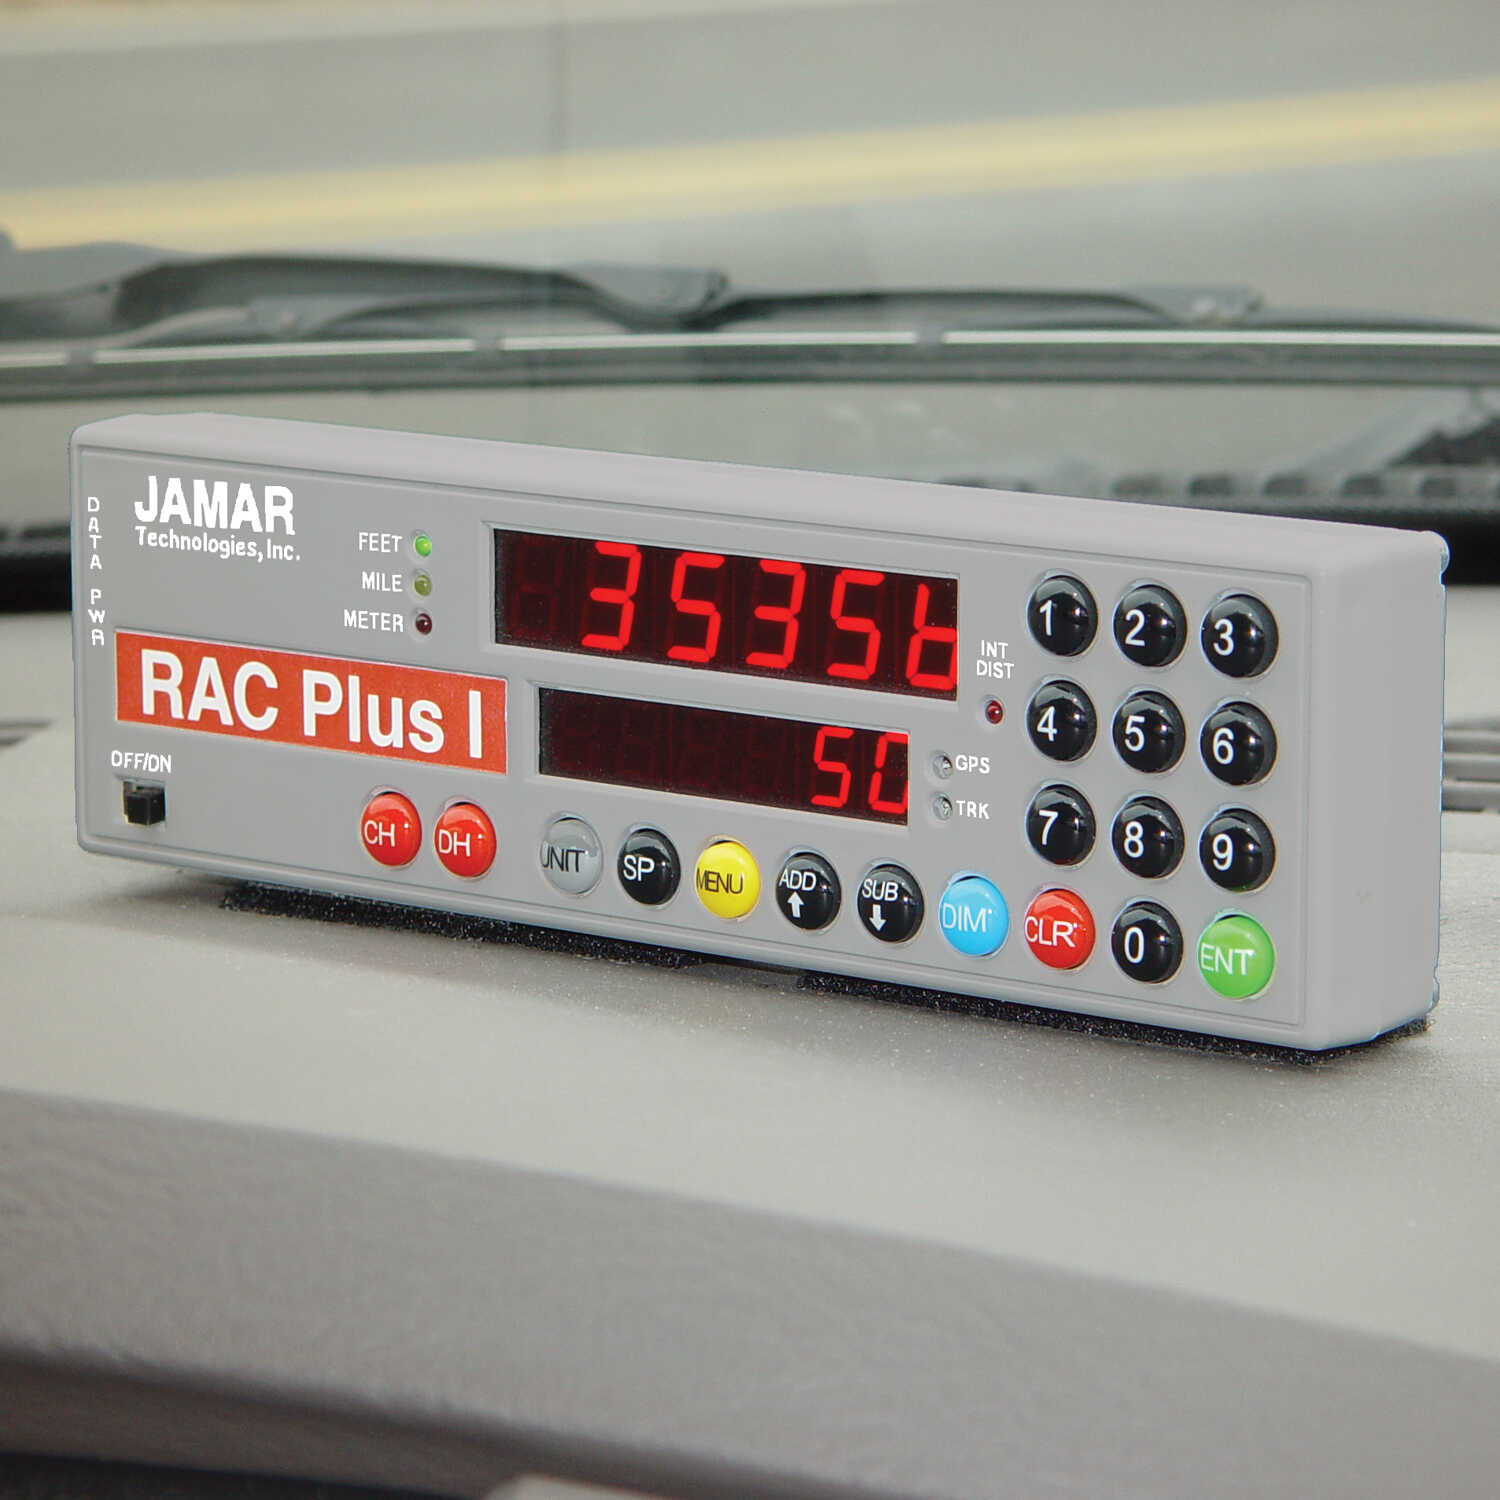 DATA PWR
JAMAR
Technologies, Inc.
FEET
MILE
METER
RAC Plus I
OFF/ON
35356
50
INT
DIST
GPS
TRK
1 2 3
4 5 6
7 8 9
CH DH UNIT SP MENU ADD SUB DIM CLR 0 ENT